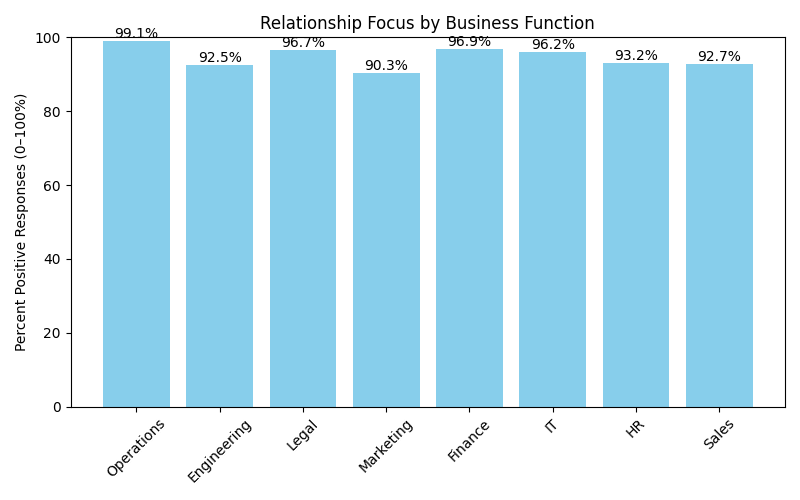 Relationship Focus by Business Function
Percent Positive Responses (0–100%)
100
80
60
40
20
0
99.1%
92.5%
96.7%
90.3%
96.9%
96.2%
93.2%
92.7%
Operations
Engineering
Legal
Marketing
Finance
IT
HR
Sales